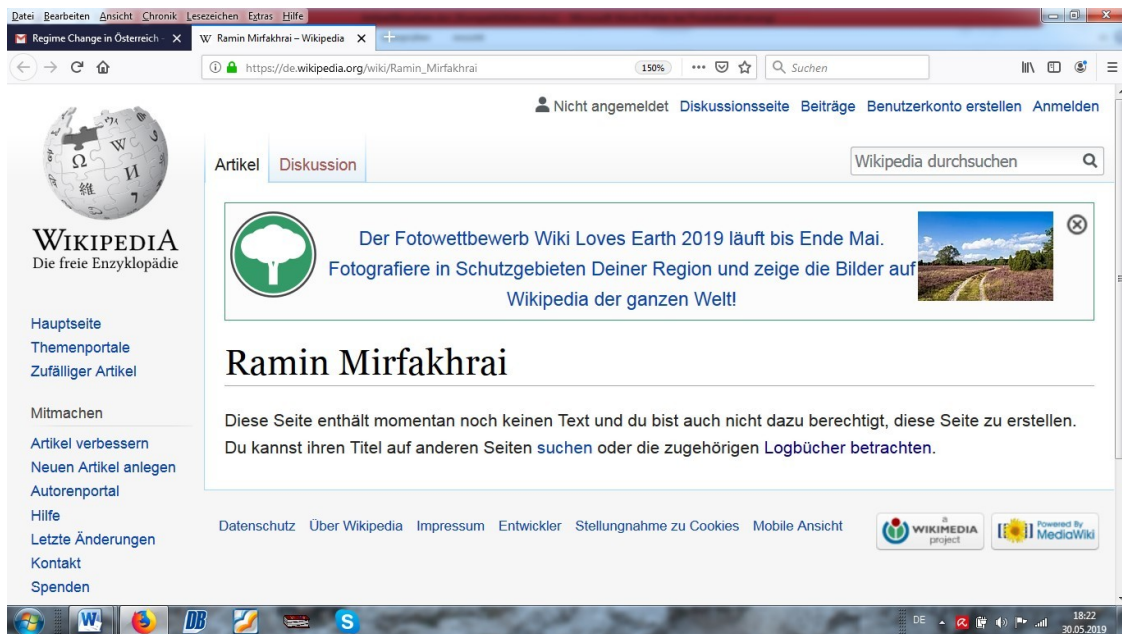 Datei Bearbeiten Ansicht Chronik Lesezeichen Extras Hilfe
Regime Change in Österreich -
Ramin Mirfakhrai – Wikipedia
https://de.wikipedia.org/wiki/Ramin_Mirfakhrai
150%
Suchen
Nicht angemeldet Diskussionsseite Beiträge Benutzerkonto erstellen Anmelden
Artikel Diskussion
Wikipedia durchsuchen
WIKIPEDIA
Die freie Enzyklopädie
Der Fotowettbewerb Wiki Loves Earth 2019 läuft bis Ende Mai.
Fotografiere in Schutzgebieten Deiner Region und zeige die Bilder auf
Wikipedia der ganzen Welt!
Hauptseite
Themenportale
Zufälliger Artikel
Mitmachen
Artikel verbessern
Neuen Artikel anlegen
Autorenportal
Hilfe
Letzte Änderungen
Kontakt
Spenden
Ramin Mirfakhrai
Diese Seite enthält momentan noch keinen Text und du bist auch nicht dazu berechtigt, diese Seite zu erstellen.
Du kannst ihren Titel auf anderen Seiten suchen oder die zugehörigen Logbücher betrachten.
Datenschutz Über Wikipedia Impressum Entwickler Stellungnahme zu Cookies Mobile Ansicht
a
WIKIMEDIA
project
Powered By
MediaWiki
DE
18:22
30.05.2019